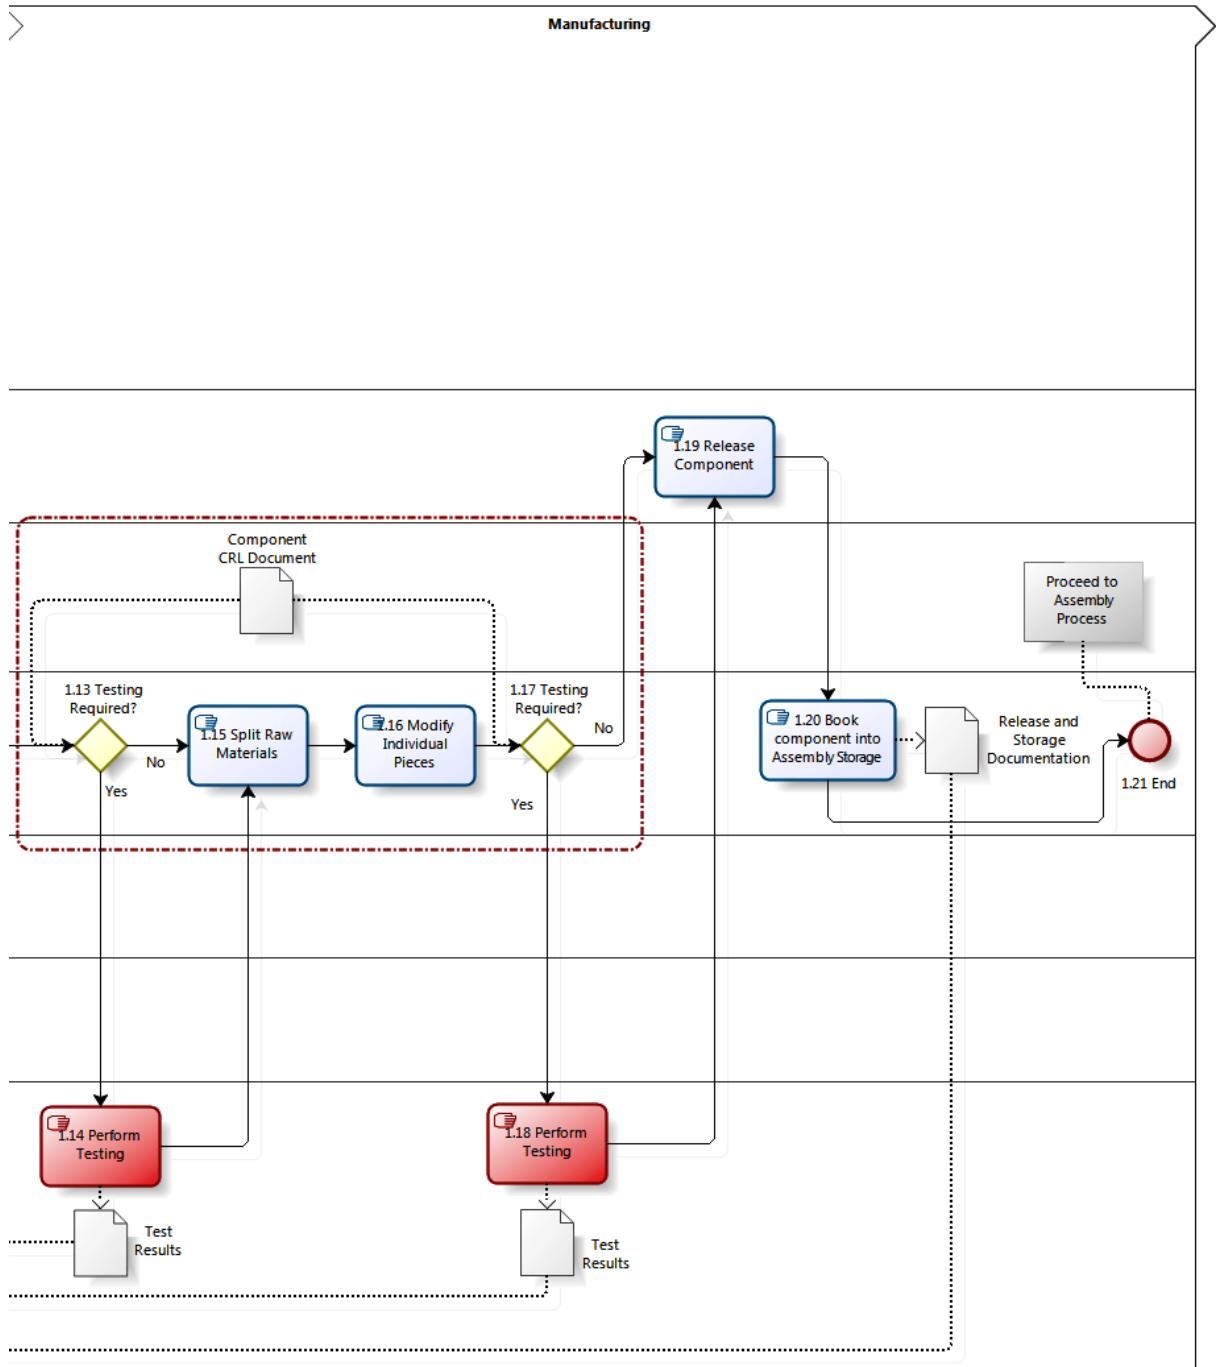 Manufacturing
1.19 Release
Component
Component
CRL Document
Proceed to
Assembly
Process
1.13 Testing
Required?
No
Yes
1.15 Split Raw
Materials
1.16 Modify
Individual
Pieces
1.17 Testing
Required?
No
Yes
1.20 Book
component into
Assembly Storage
Release and
Storage
Documentation
1.21 End
1.14 Perform
Testing
1.18 Perform
Testing
Test
Results
Test
Results